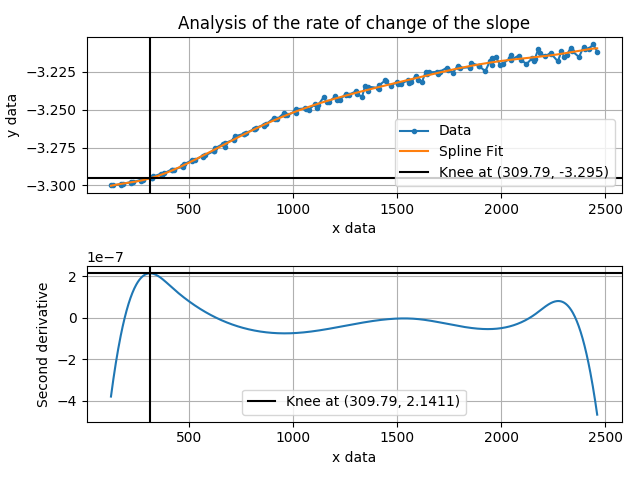 Analysis of the rate of change of the slope
y data
−3.225
−3.250
−3.275
−3.300
Data
Spline Fit
Knee at (309.79, -3.295)
500 1000 1500 2000 2500
x data
1e−7
Second derivative
2
0
−2
−4
Knee at (309.79, 2.1411)
500 1000 1500 2000 2500
x data